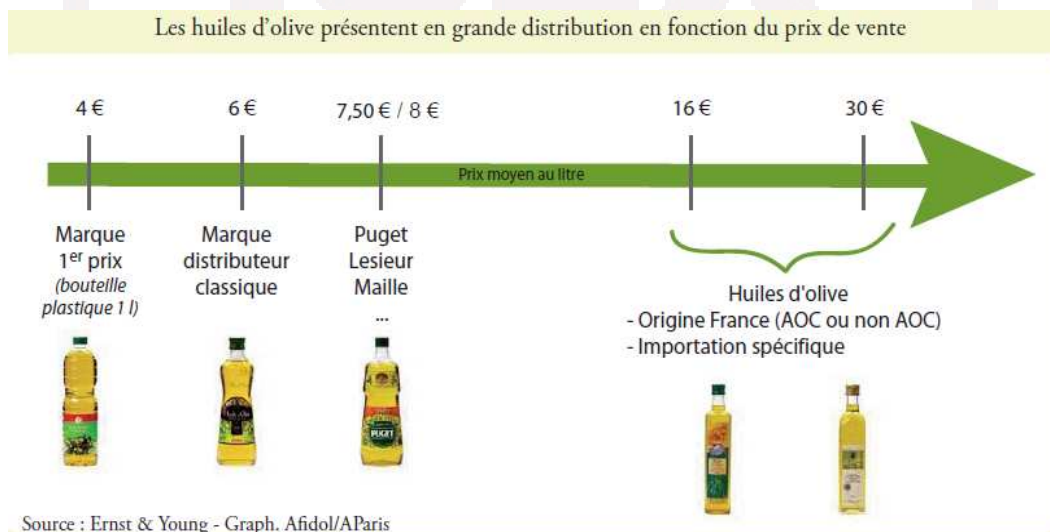 Les huiles d'olive présentent en grande distribution en fonction du prix de vente
4 €
6 €
7,50 € / 8 €
16 €
30 €
Prix moyen au litre
Marque
1er prix
(bouteille
plastique 1 l)
Marque
distributeur
classique
Puget
Lesieur
Maille
...
Huiles d'olive
- Origine France (AOC ou non AOC)
- Importation spécifique
PUGET
Source : Ernst & Young - Graph. Afidol/AParis